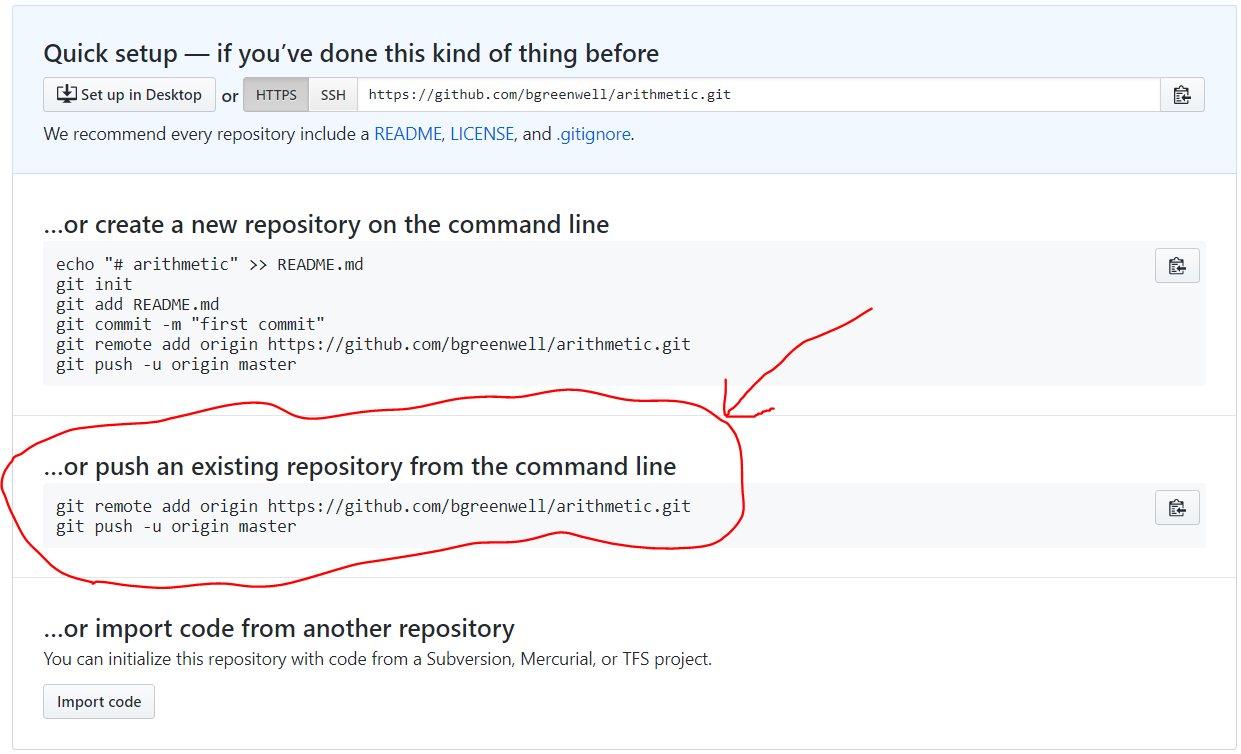 Quick setup — if you’ve done this kind of thing before
Set up in Desktop or HTTPS SSH https://github.com/bgreenwell/arithmetic.git
We recommend every repository include a README, LICENSE, and .gitignore.
…or create a new repository on the command line
echo "# arithmetic" >> README.md
git init
git add README.md
git commit -m "first commit"
git remote add origin https://github.com/bgreenwell/arithmetic.git
git push -u origin master
…or push an existing repository from the command line
git remote add origin https://github.com/bgreenwell/arithmetic.git
git push -u origin master
…or import code from another repository
You can initialize this repository with code from a Subversion, Mercurial, or TFS project.
Import code